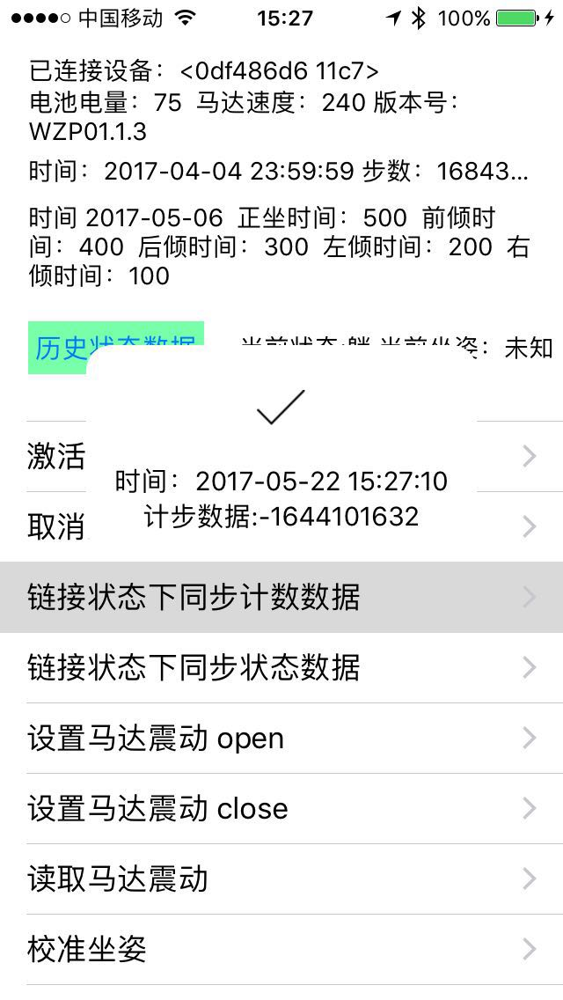 中国移动 15:27 100%
已连接设备：<0df486d6 11c7>
电池电量：75 马达速度：240 版本号：
WZP01.1.3
时间：2017-04-04 23:59:59 步数：16843...
时间 2017-05-06 正坐时间：500 前倾时
间：400 后倾时间：300 左倾时间：200 右
倾时间：100
历史状态数据 当前状态:躺 当前坐姿：未知
时间：2017-05-22 15:27:10
计步数据:-1644101632
激活
取消
链接状态下同步计数数据
链接状态下同步状态数据
设置马达震动 open
设置马达震动 close
读取马达震动
校准坐姿